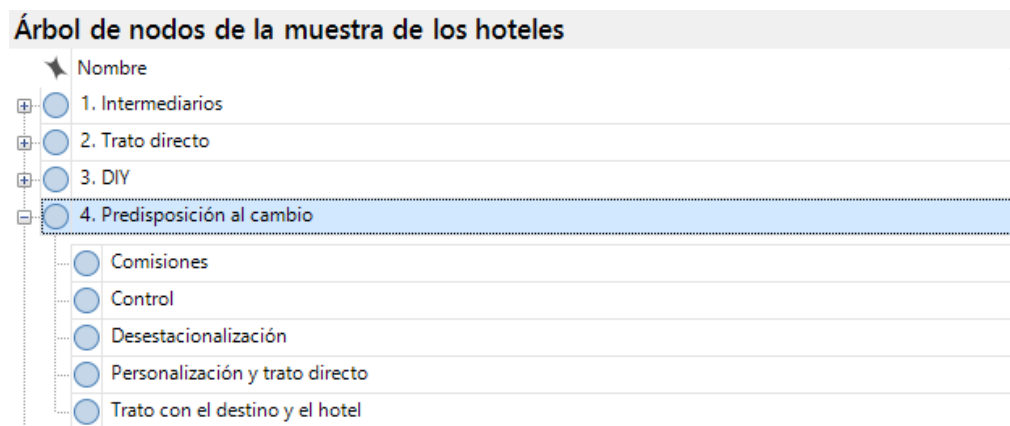 Árbol de nodos de la muestra de los hoteles
Nombre
1. Intermediarios
2. Trato directo
3. DIY
4. Predisposición al cambio
Comisiones
Control
Desestacionalización
Personalización y trato directo
Trato con el destino y el hotel